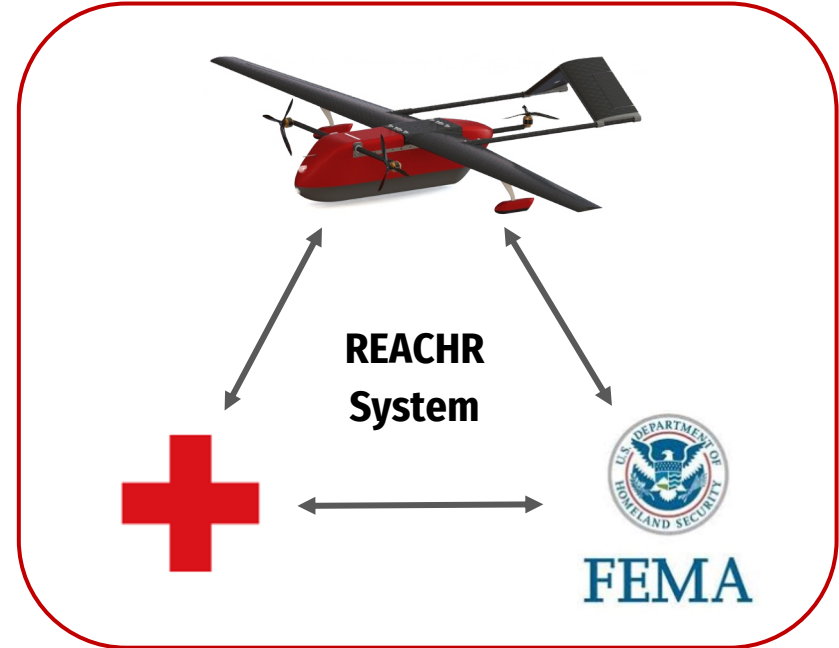 REACHR
System
U.S. DEPARTMENT OF
HOMELAND SECURITY
FEMA